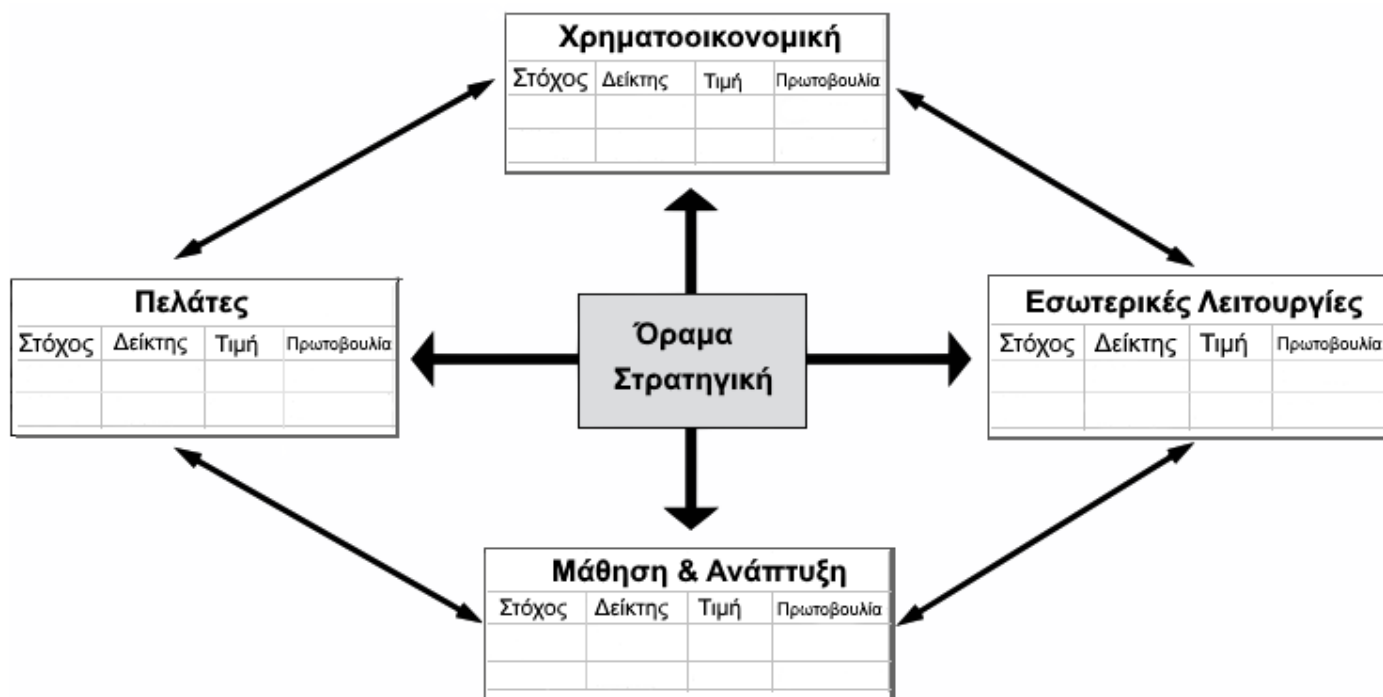 Χρηματοοικονομική
Στόχος Δείκτης Τιμή Πρωτοβουλία
Πελάτες
Στόχος Δείκτης Τιμή Πρωτοβουλία
Όραμα
Στρατηγική
Εσωτερικές Λειτουργίες
Στόχος Δείκτης Τιμή Πρωτοβουλία
Μάθηση & Ανάπτυξη
Στόχος Δείκτης Τιμή Πρωτοβουλία